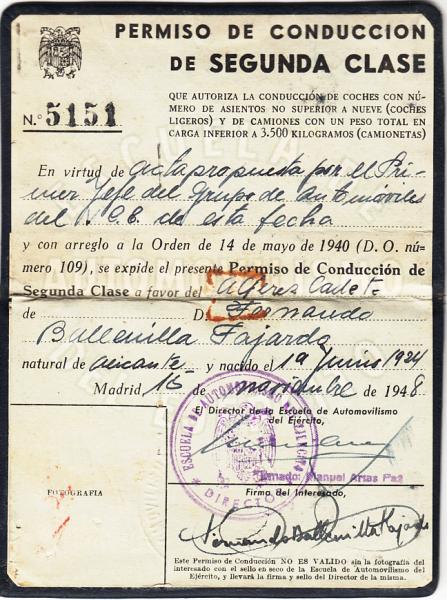 PERMISO DE CONDUCCION
DE SEGUNDA CLASE
QUE AUTORIZA LA CONDUCCIÓN DE COCHES CON NÚ-
MERO DE ASIENTOS NO SUPERIOR A NUEVE (COCHES
LIGEROS) Y DE CAMIONES CON UN PESO TOTAL EN
CARGA INFERIOR A 3.500 KILOGRAMOS (CAMIONETAS)
N.º 5151
En virtud de acta propuesta por el Pri-
mer Jefe del Grupo de Automóviles
del P.C.E. de esta fecha
y con arreglo a la Orden de 14 de mayo de 1940 (D. O. nú-
mero 109), se expide el presente Permiso de Conducción de
Segunda Clase a favor del Alférez Cadete
D. Fernando
Ballenilla Fajardo
natural de alicante y nacido el 19 Junio 1924
Madrid 16 de noviembre de 1948
El Director de la Escuela de Automovilismo
del Ejército,
ESCUELA DE AUTOMOVILISMO DEL EJERCITO
* DIRECTOR *
Firmado: Manuel Arias Paz
FOTOGRAFIA
Firma del Interesado,
Fernando Ballenilla Fajardo
Este Permiso de Conducción NO ES VALIDO sin la fotografía del
interesado con el sello en seco de la Escuela de Automovilismo del
Ejército, y llevará la firma y sello del Director de la misma.